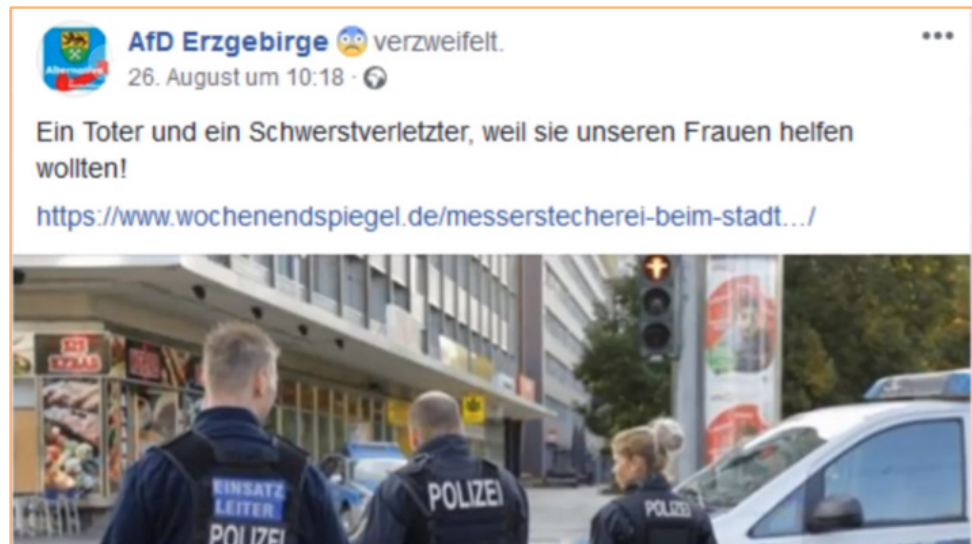 AfD Erzgebirge 😨 verzweifelt.
26. August um 10:18 ·
Ein Toter und ein Schwerstverletzter, weil sie unseren Frauen helfen
wollten!
https://www.wochenendspiegel.de/messerstecherei-beim-stadt…/
EINSATZ
LEITER
POLIZEI
POLIZEI
POLIZEI